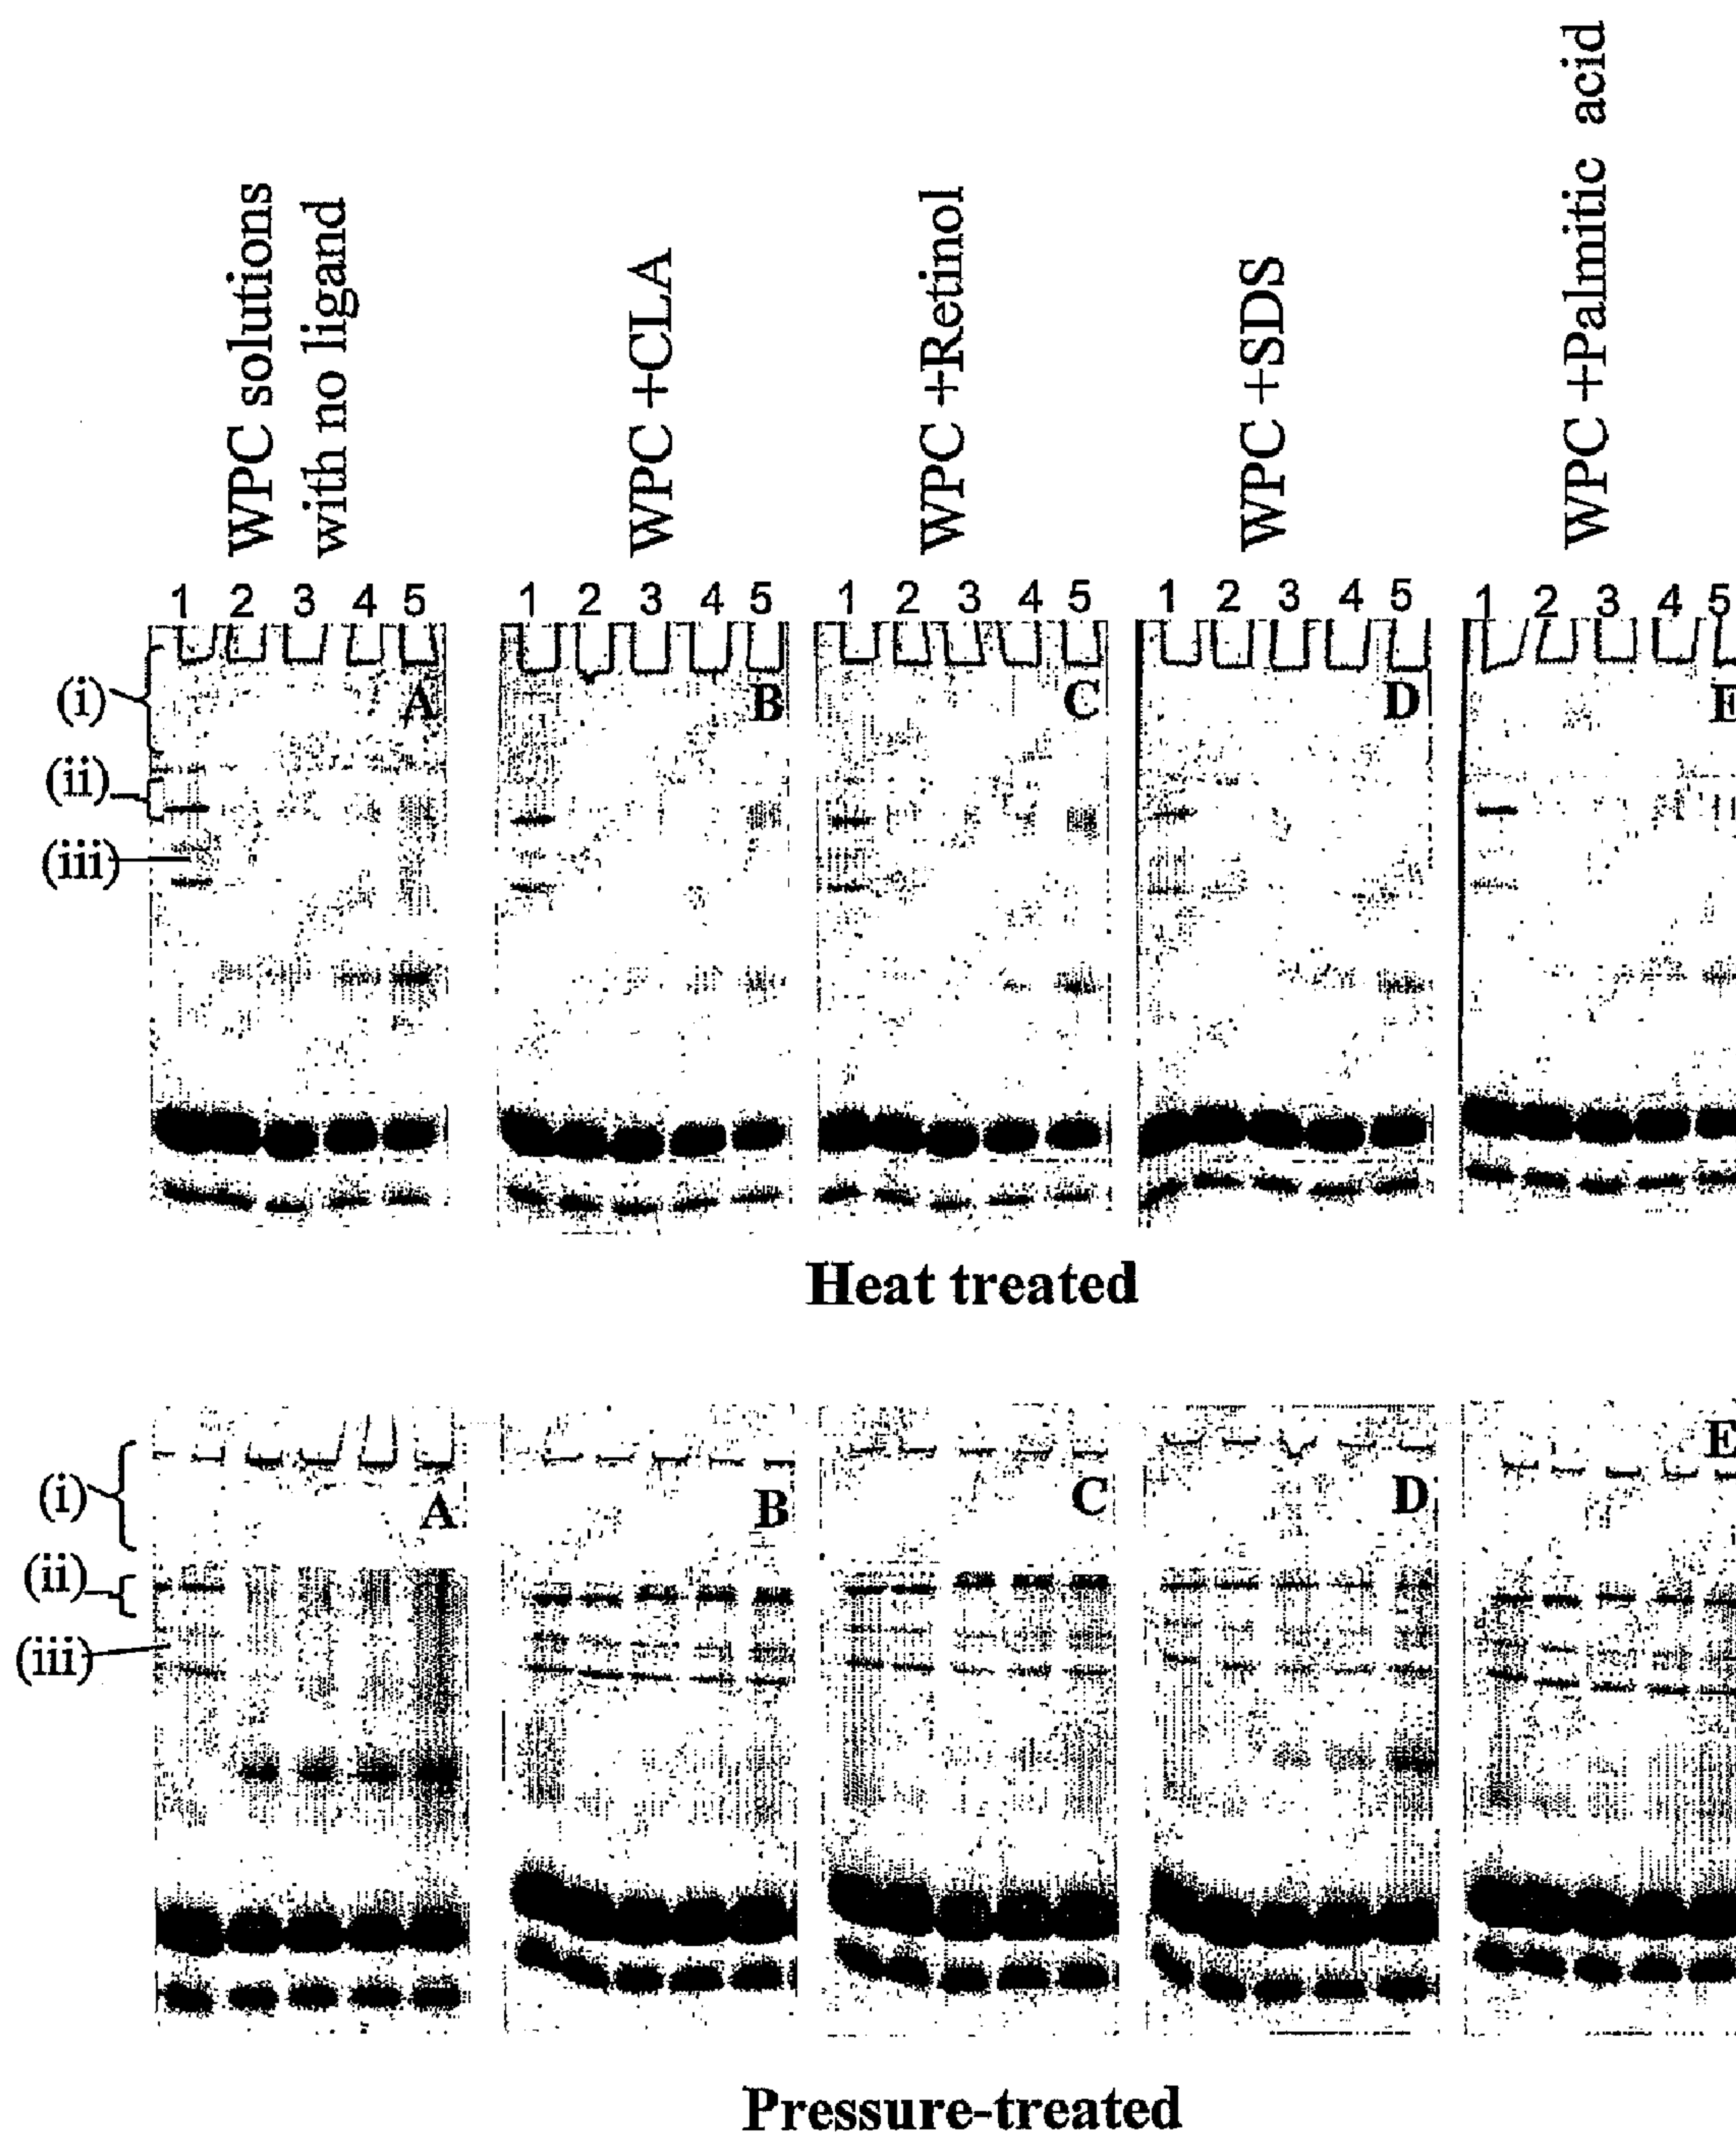 WPC solutions
with no ligand
WPC +CLA
WPC +Retinol
WPC +SDS
WPC +Palmitic acid
1 2 3 4 5
1 2 3 4 5
1 2 3 4 5
1 2 3 4 5
1 2 3 4 5
(i)
(ii)
(iii)
A
B
C
D
E
Heat treated
(i)
(ii)
(iii)
A
B
C
D
E
Pressure-treated